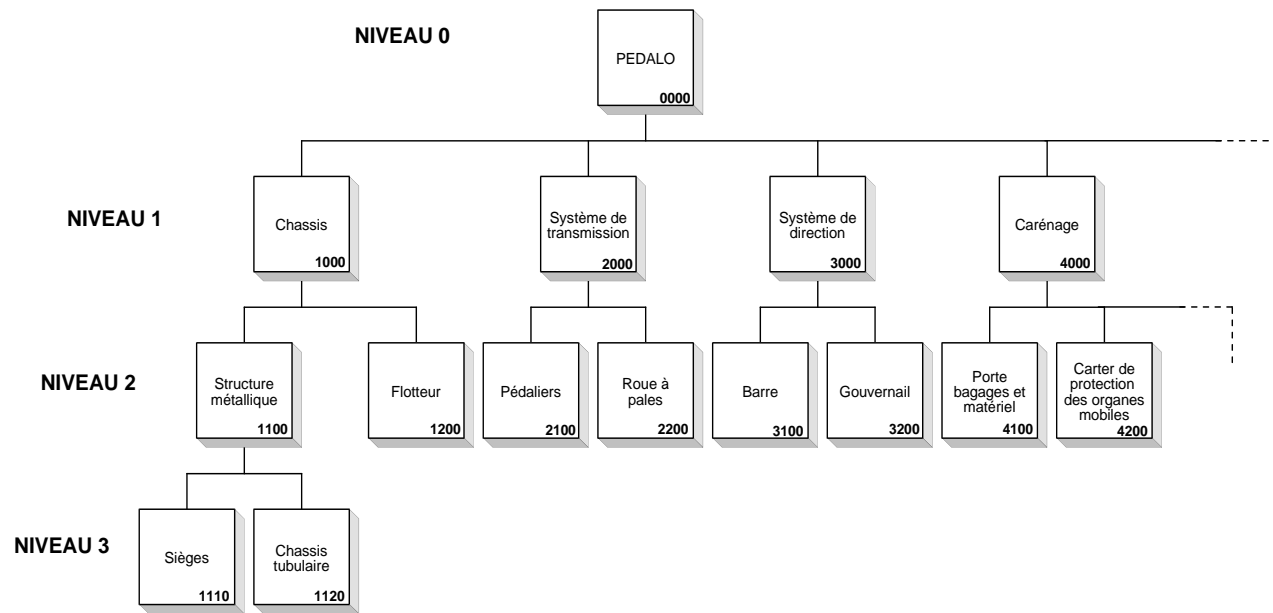 NIVEAU 0
PEDALO
0000
NIVEAU 1
Chassis
1000
Système de
transmission
2000
Système de
direction
3000
Carénage
4000
NIVEAU 2
Structure
métallique
1100
Flotteur
1200
Pédaliers
2100
Roue à
pales
2200
Barre
3100
Gouvernail
3200
Porte
bagages et
matériel
4100
Carter de
protection
des organes
mobiles
4200
NIVEAU 3
Sièges
1110
Chassis
tubulaire
1120